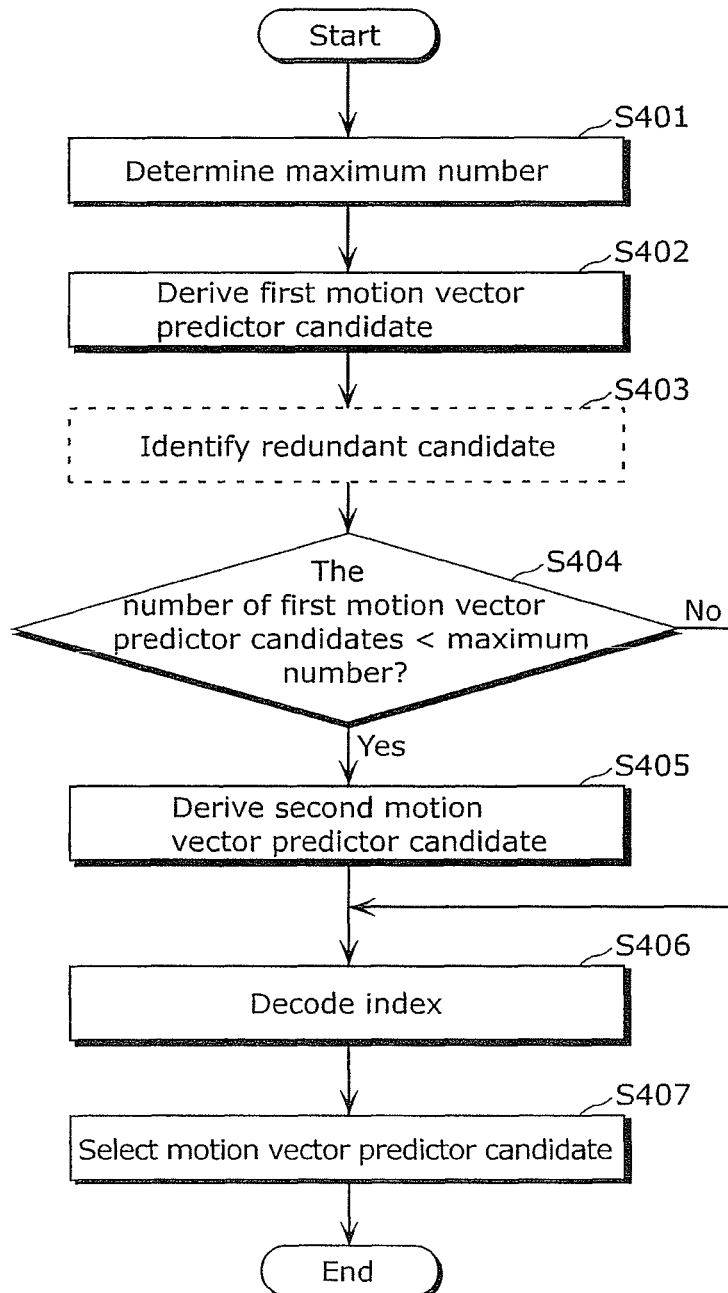 Start
S401
Determine maximum number
S402
Derive first motion vector
predictor candidate
S403
Identify redundant candidate
S404
The
number of first motion vector
predictor candidates < maximum
number?
No
Yes
S405
Derive second motion
vector predictor candidate
S406
Decode index
S407
Select motion vector predictor candidate
End